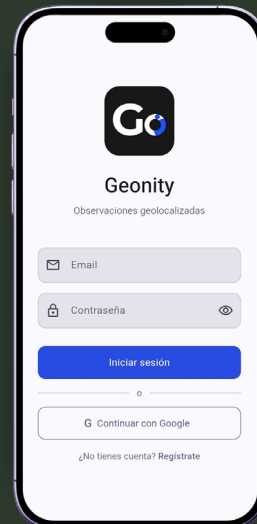 Go
Geonity
Observaciones geolocalizadas
Email
Contraseña
Iniciar sesión
o
G Continuar con Google
¿No tienes cuenta? Regístrate